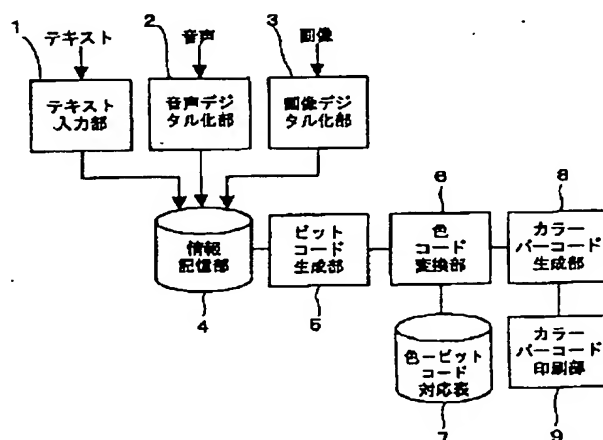 テキスト
音声
画像
1
2
3
テキスト
入力部
音声デジ
タル化部
画像デジ
タル化部
情報
記憶部
4
ビット
コード
生成部
5
6
色
コード
変換部
8
カラー
バーコード
生成部
色ービット
コード
対応表
7
カラー
バーコード
印刷部
9